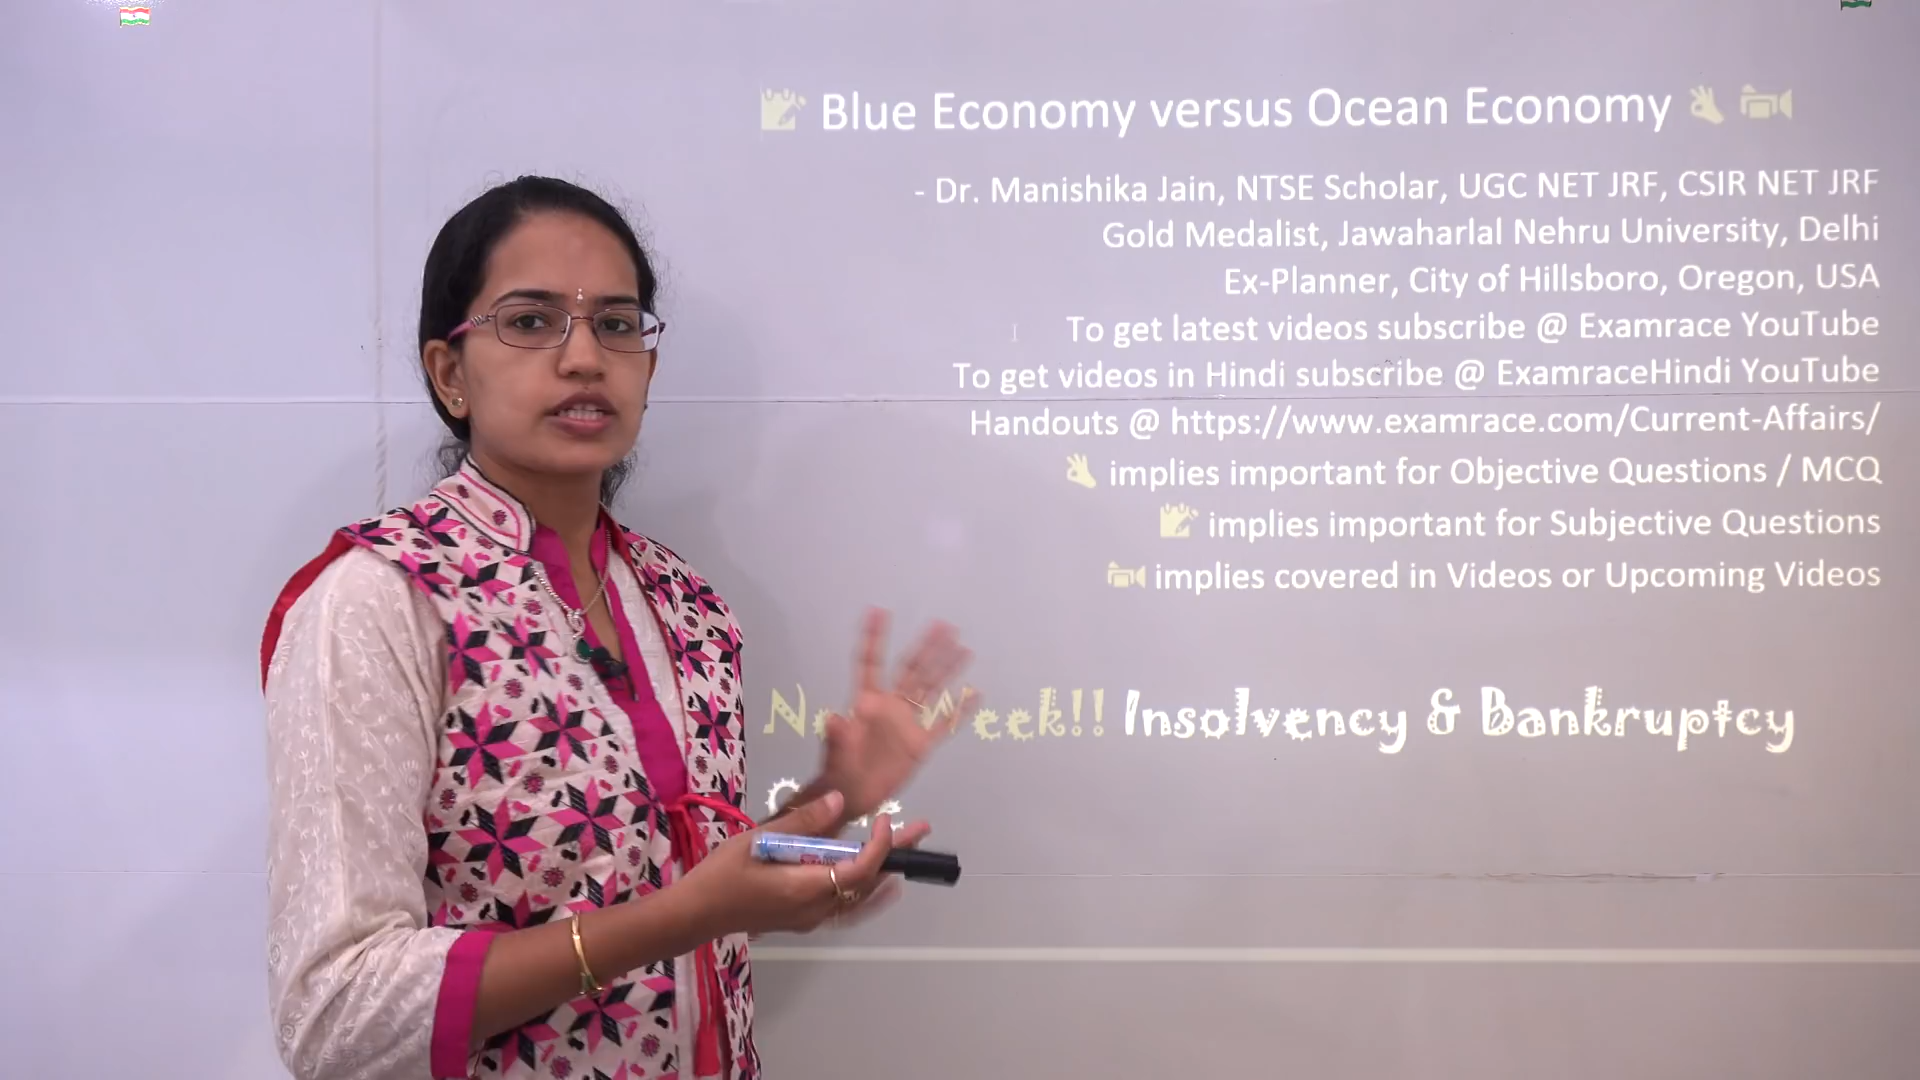 Blue Economy versus Ocean Economy
- Dr. Manishika Jain, NTSE Scholar, UGC NET JRF, CSIR NET JRF
Gold Medalist, Jawaharlal Nehru University, Delhi
Ex-Planner, City of Hillsboro, Oregon, USA
To get latest videos subscribe @ Examrace YouTube
To get videos in Hindi subscribe @ ExamraceHindi YouTube
Handouts @ https://www.examrace.com/Current-Affairs/
implies important for Objective Questions / MCQ
implies important for Subjective Questions
implies covered in Videos or Upcoming Videos
Week!! Insolvency & Bankruptcy